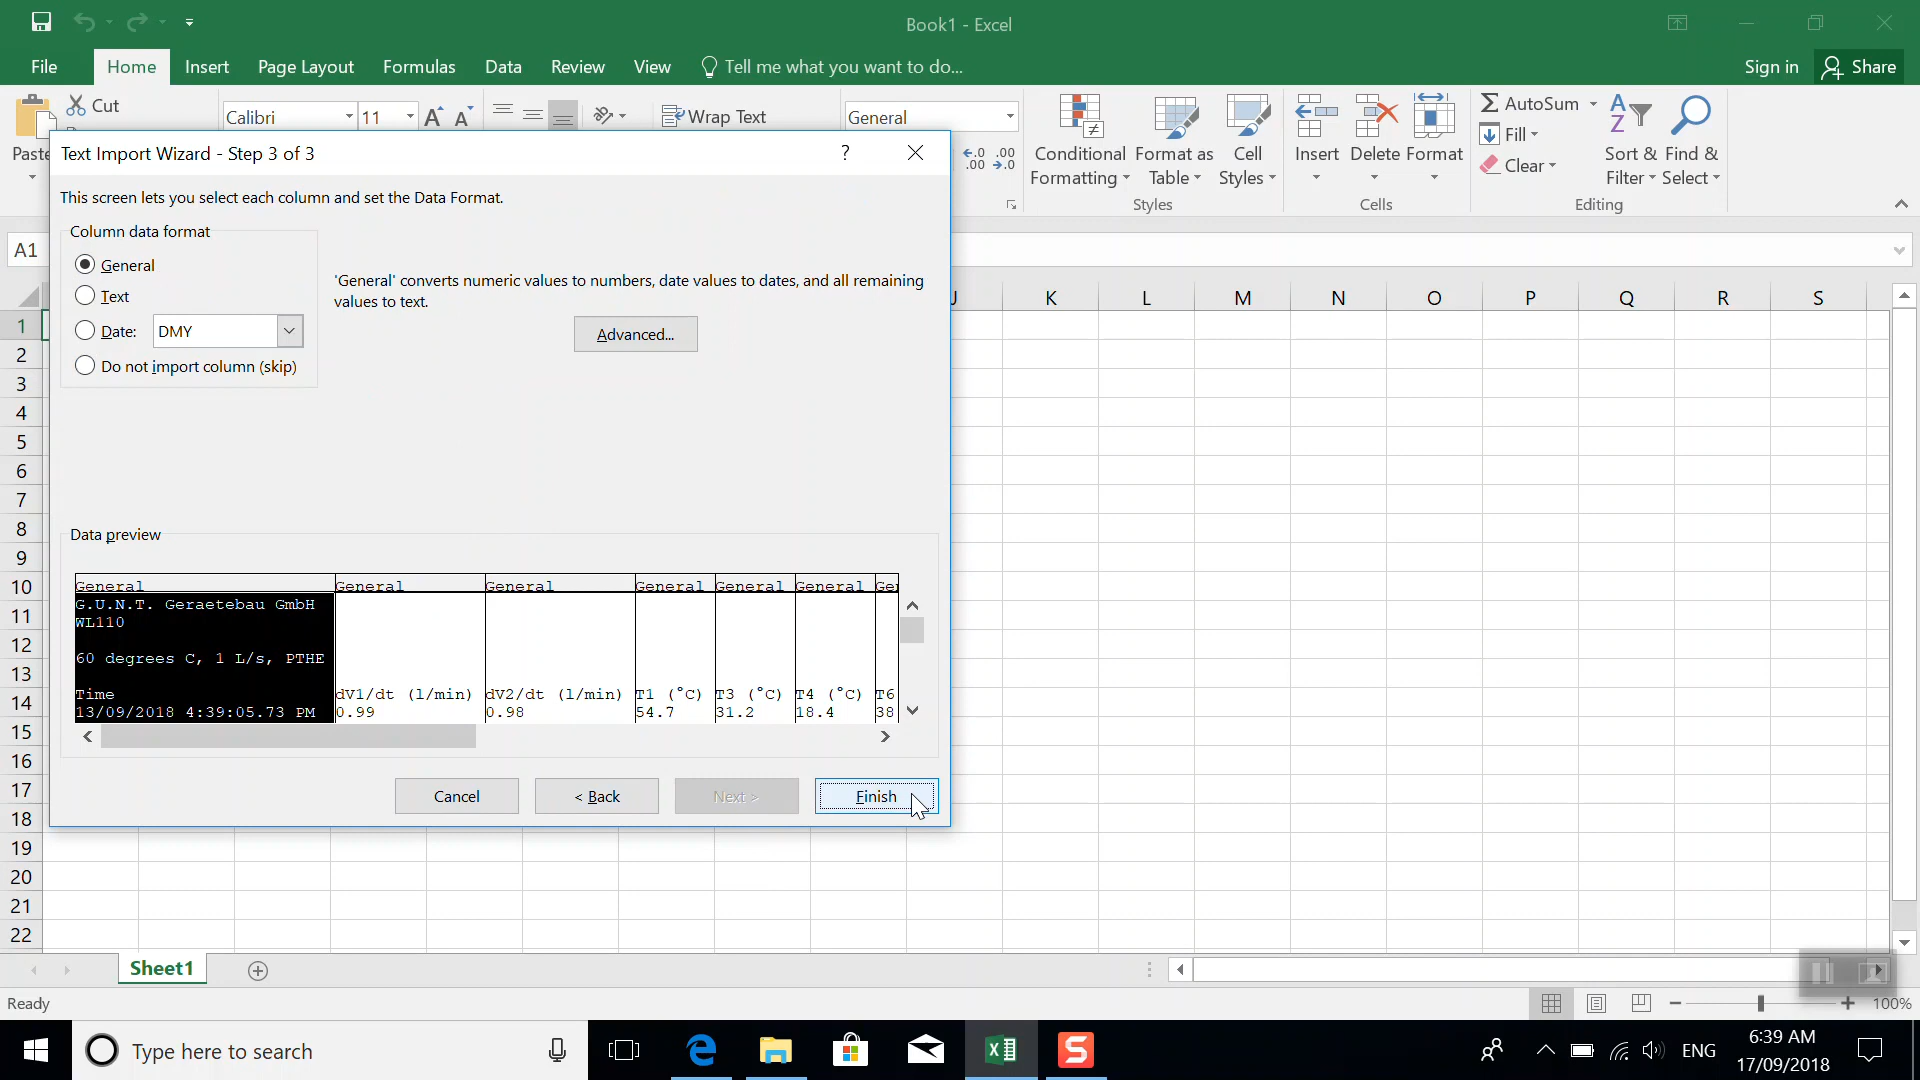 Book1 - Excel
File Home Insert Page Layout Formulas Data Review View Tell me what you want to do... Sign in Share
Cut
Paste
Calibri 11
Wrap Text
General
Conditional Formatting
Format as Table
Cell Styles
Styles
Insert Delete Format
Cells
AutoSum
Fill
Clear
Sort & Filter
Find & Select
Editing
A1
Text Import Wizard - Step 3 of 3
This screen lets you select each column and set the Data Format.
Column data format
General
Text
Date: DMY
Do not import column (skip)
'General' converts numeric values to numbers, date values to dates, and all remaining
values to text.
Advanced...
Data preview
General General General General General General Gen
G.U.N.T. Geraetebau GmbH
WL110
60 degrees C, 1 L/s, PTHE
Time dV1/dt (l/min) dV2/dt (l/min) T1 (°C) T3 (°C) T4 (°C) T6
13/09/2018 4:39:05.73 PM 0.99 0.98 54.7 31.2 18.4 38
Cancel < Back Next > Finish
J K L M N O P Q R S
1
2
3
4
5
6
7
8
9
10
11
12
13
14
15
16
17
18
19
20
21
22
Sheet1
Ready
100%
Type here to search
ENG
6:39 AM
17/09/2018